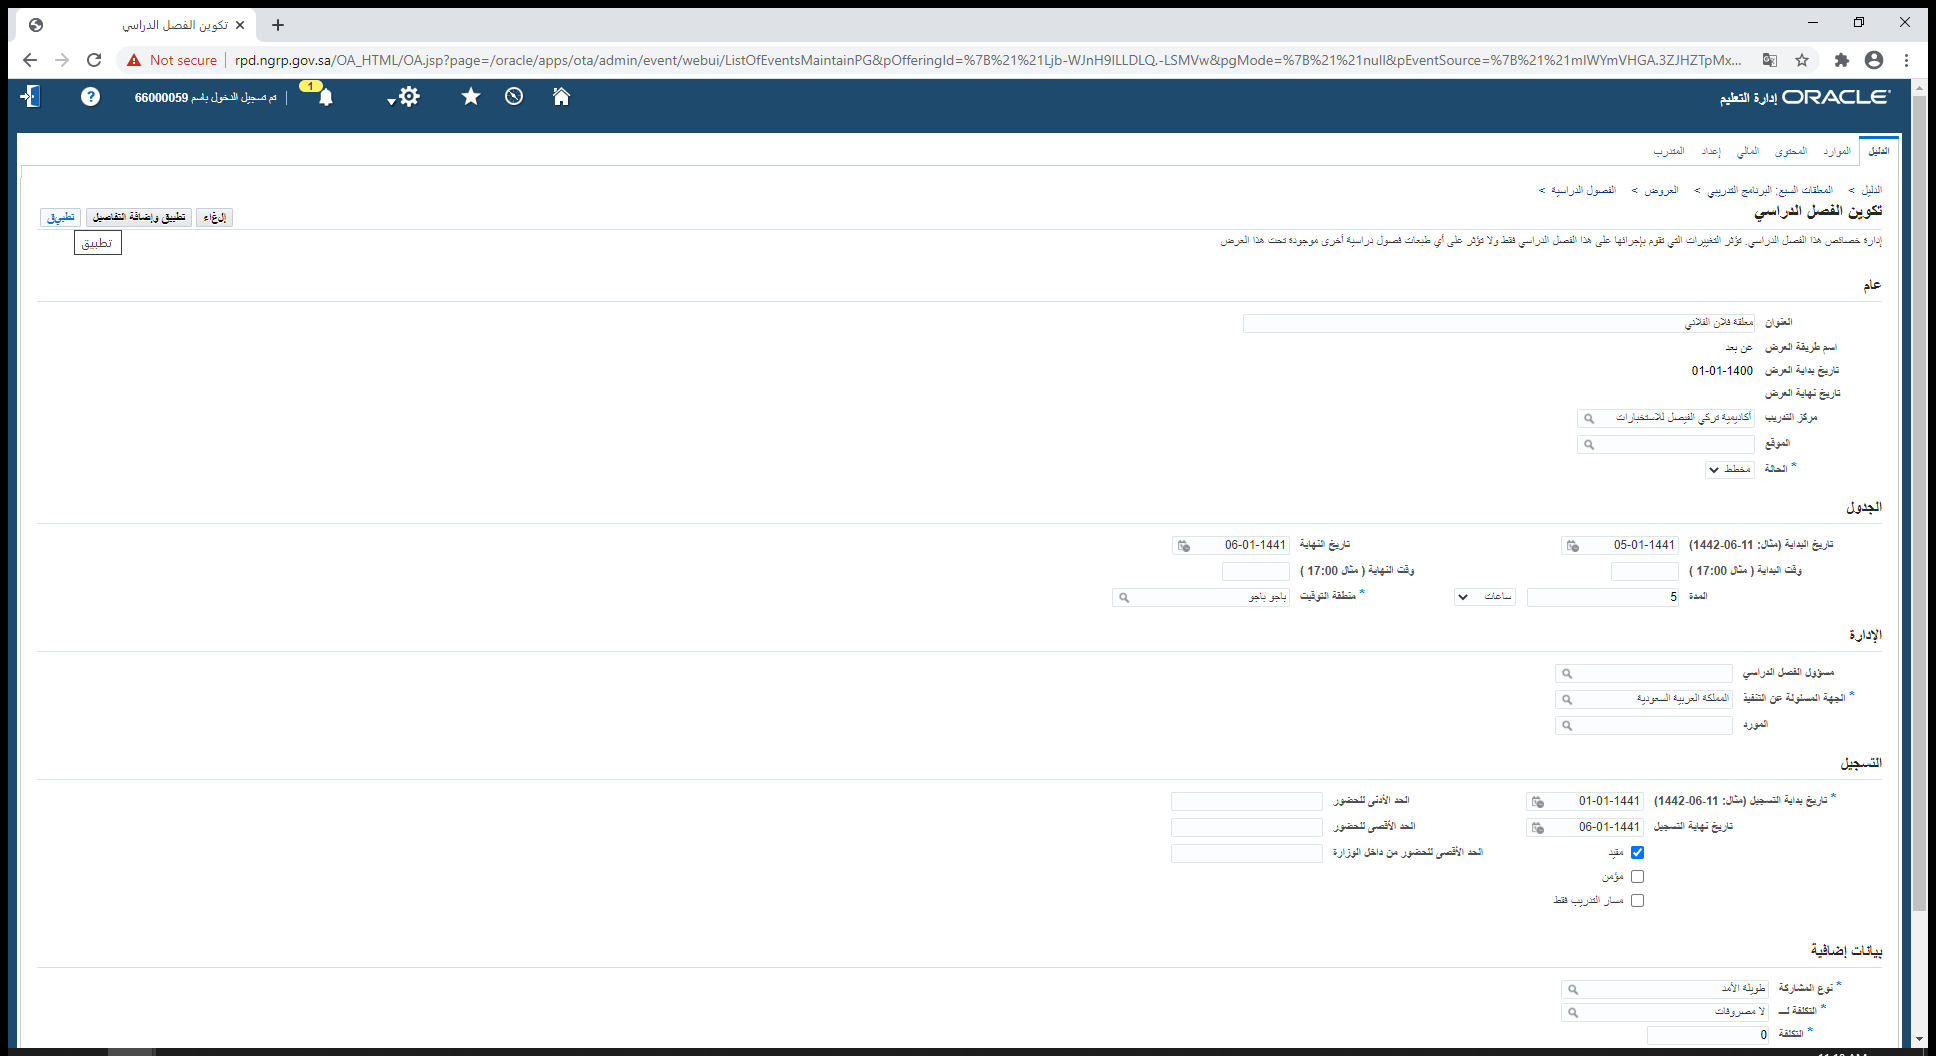 تكوين الفصل الدراسي
Not secure rpd.ngrp.gov.sa/OA_HTML/OA.jsp?page=/oracle/apps/ota/admin/event/webui/ListOfEventsMaintainPG&pOfferingId=%7B%21%21Ljb-WJnH9ILLDLQ.-LSMVw&pgMode=%7B%21%21null&pEventSource=%7B%21%21mIWYmVHGA.3ZJHZTpMx...
ORACLE إدارة التعليم
1 | تم تسجيل الدخول باسم 66000059
الدليل الموارد المحتوى المالي إعداد المتدرب
الدليل > المعلقات السبع: البرنامج التدريبي > العروض > الفصول الدراسية >
تكوين الفصل الدراسي
إلغاء تطبيق وإضافة التفاصيل تطبيق
تطبيق
إدارة خصائص هذا الفصل الدراسي. تؤثر التغييرات التي تقوم بإجرائها على هذا الفصل الدراسي فقط ولا تؤثر على أي طبعات فصول دراسية أخرى موجودة تحت هذا العرض
عام
العنوان معلقة فلان الفلاني
اسم طريقة العرض عن بعد
تاريخ بداية العرض 01-01-1400
تاريخ نهاية العرض
مركز التدريب أكاديمية تركي الفيصل للاستخبارات
الموقع
* الحالة مخطط
الجدول
تاريخ البداية (مثال: 11-06-1442) 05-01-1441 تاريخ النهاية 06-01-1441
وقت البداية ( مثال 17:00 ) وقت النهاية ( مثال 17:00 )
المدة 5 ساعات * منطقة التوقيت باجو باجو
الإدارة
مسؤول الفصل الدراسي
* الجهة المسئولة عن التنفيذ المملكة العربية السعودية
المورد
التسجيل
* تاريخ بداية التسجيل (مثال: 11-06-1442) 01-01-1441 الحد الأدنى للحضور
تاريخ نهاية التسجيل 06-01-1441 الحد الأقصى للحضور
مقيد الحد الأقصى للحضور من داخل الوزارة
مؤمن
مسار التدريب فقط
بيانات إضافية
* نوع المشاركة طويلة الأمد
* التكلفة لـــ لا مصروفات
* التكلفة 0